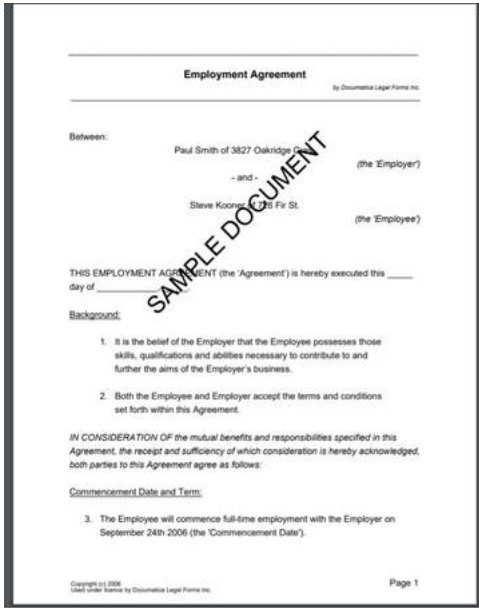 Employment Agreement
by Documatica Legal Forms Inc.
Between:
Paul Smith of 3827 Oakridge
- and -
(the 'Employer')
Steve Kooner of 726 Fir St.
(the 'Employee')
SAMPLE DOCUMENT
THIS EMPLOYMENT AGREEMENT (the 'Agreement') is hereby executed this _____
day of ________________.
Background:
1. It is the belief of the Employer that the Employee possesses those
skills, qualifications and abilities necessary to contribute to and
further the aims of the Employer's business.
2. Both the Employee and Employer accept the terms and conditions
set forth within this Agreement.
IN CONSIDERATION OF the mutual benefits and responsibilities specified in this
Agreement, the receipt and sufficiency of which consideration is hereby acknowledged,
both parties to this Agreement agree as follows:
Commencement Date and Term:
3. The Employee will commence full-time employment with the Employer on
September 24th 2006 (the 'Commencement Date').
Copyright (c) 2006
Used under licence by Documatica Legal Forms Inc.
Page 1